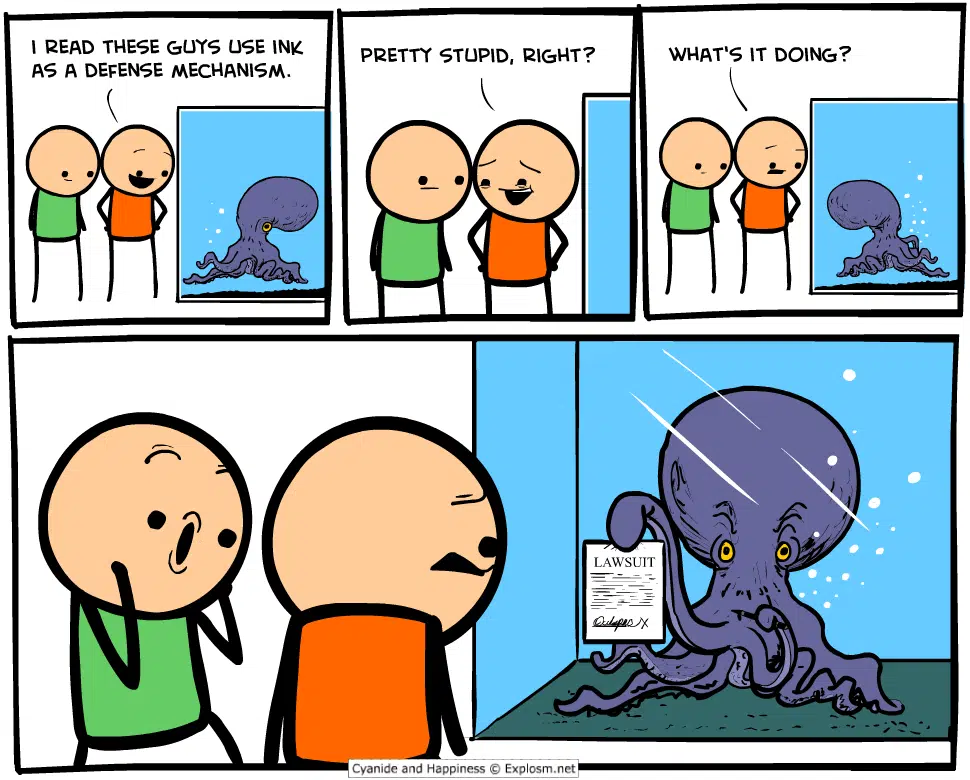 I READ THESE GUYS USE INK
AS A DEFENSE MECHANISM.
PRETTY STUPID, RIGHT?
WHAT'S IT DOING?
LAWSUIT
Octopus X
Cyanide and Happiness © Explosm.net